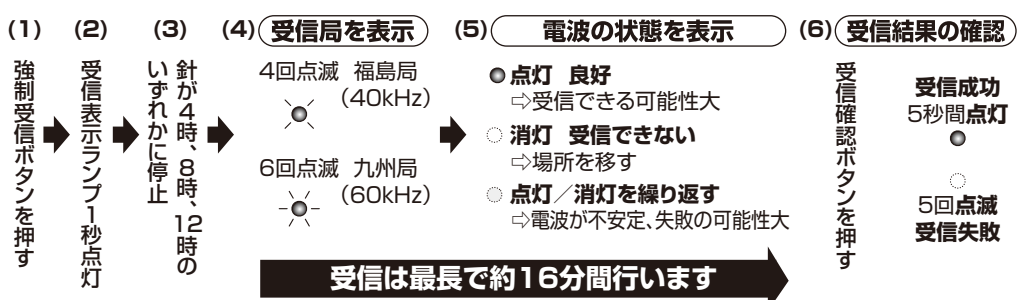 (1)
強制受信ボタンを押す
(2)
受信表示ランプ1秒点灯
(3)
針が4時、8時、12時の
いずれかに停止
(4) 受信局を表示
4回点滅 福島局
(40kHz)
6回点滅 九州局
(60kHz)
(5) 電波の状態を表示
点灯 良好
⇨受信できる可能性大
消灯 受信できない
⇨場所を移す
点灯/消灯を繰り返す
⇨電波が不安定、失敗の可能性大
受信は最長で約16分間行います
(6) 受信結果の確認
受信確認ボタンを押す
受信成功
5秒間点灯
5回点滅
受信失敗